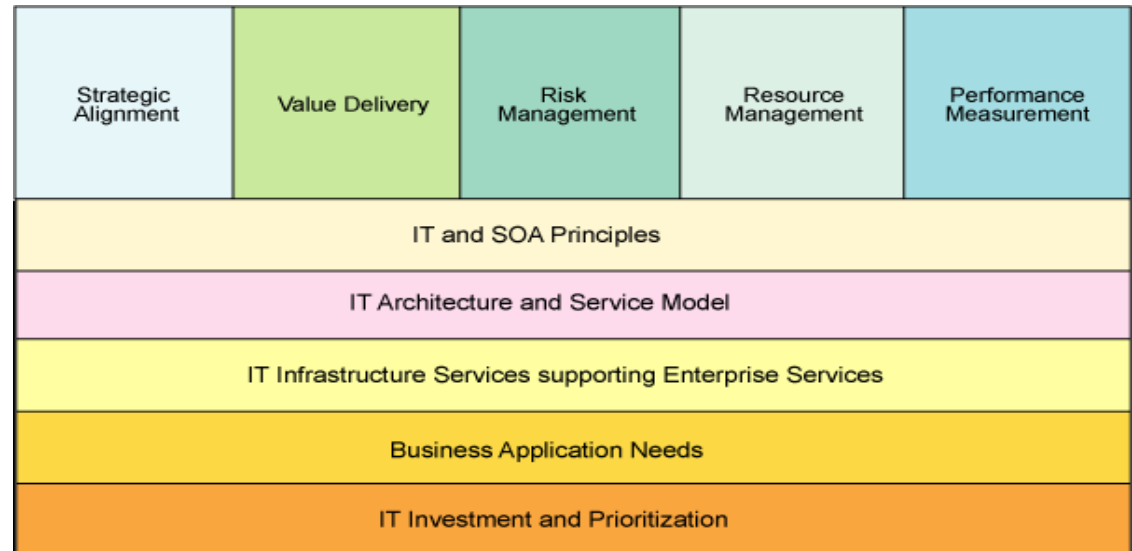 Strategic
Alignment
Value Delivery
Risk
Management
Resource
Management
Performance
Measurement
IT and SOA Principles
IT Architecture and Service Model
IT Infrastructure Services supporting Enterprise Services
Business Application Needs
IT Investment and Prioritization